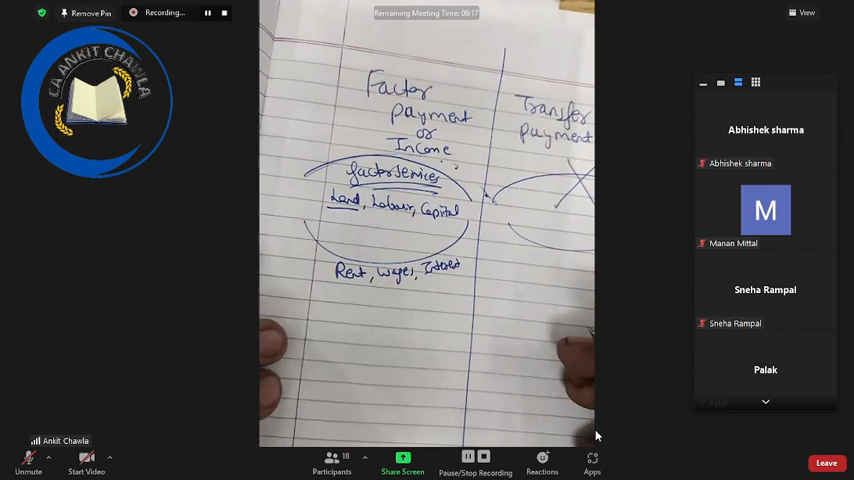 Remaining Meeting Time: 06:17
Remove Pin
Recording...
View
CA ANKIT CHAWLA
Factor
payment
or
Income
factor services
Land, Labour, Capital
Rent, wages, Interest
Transfer
payment
Abhishek sharma
Abhishek sharma
M
Manan Mittal
Sneha Rampal
Sneha Rampal
Palak
Palak
Ankit Chawla
Unmute
Start Video
18
Participants
Share Screen
Pause/Stop Recording
Reactions
Apps
Leave